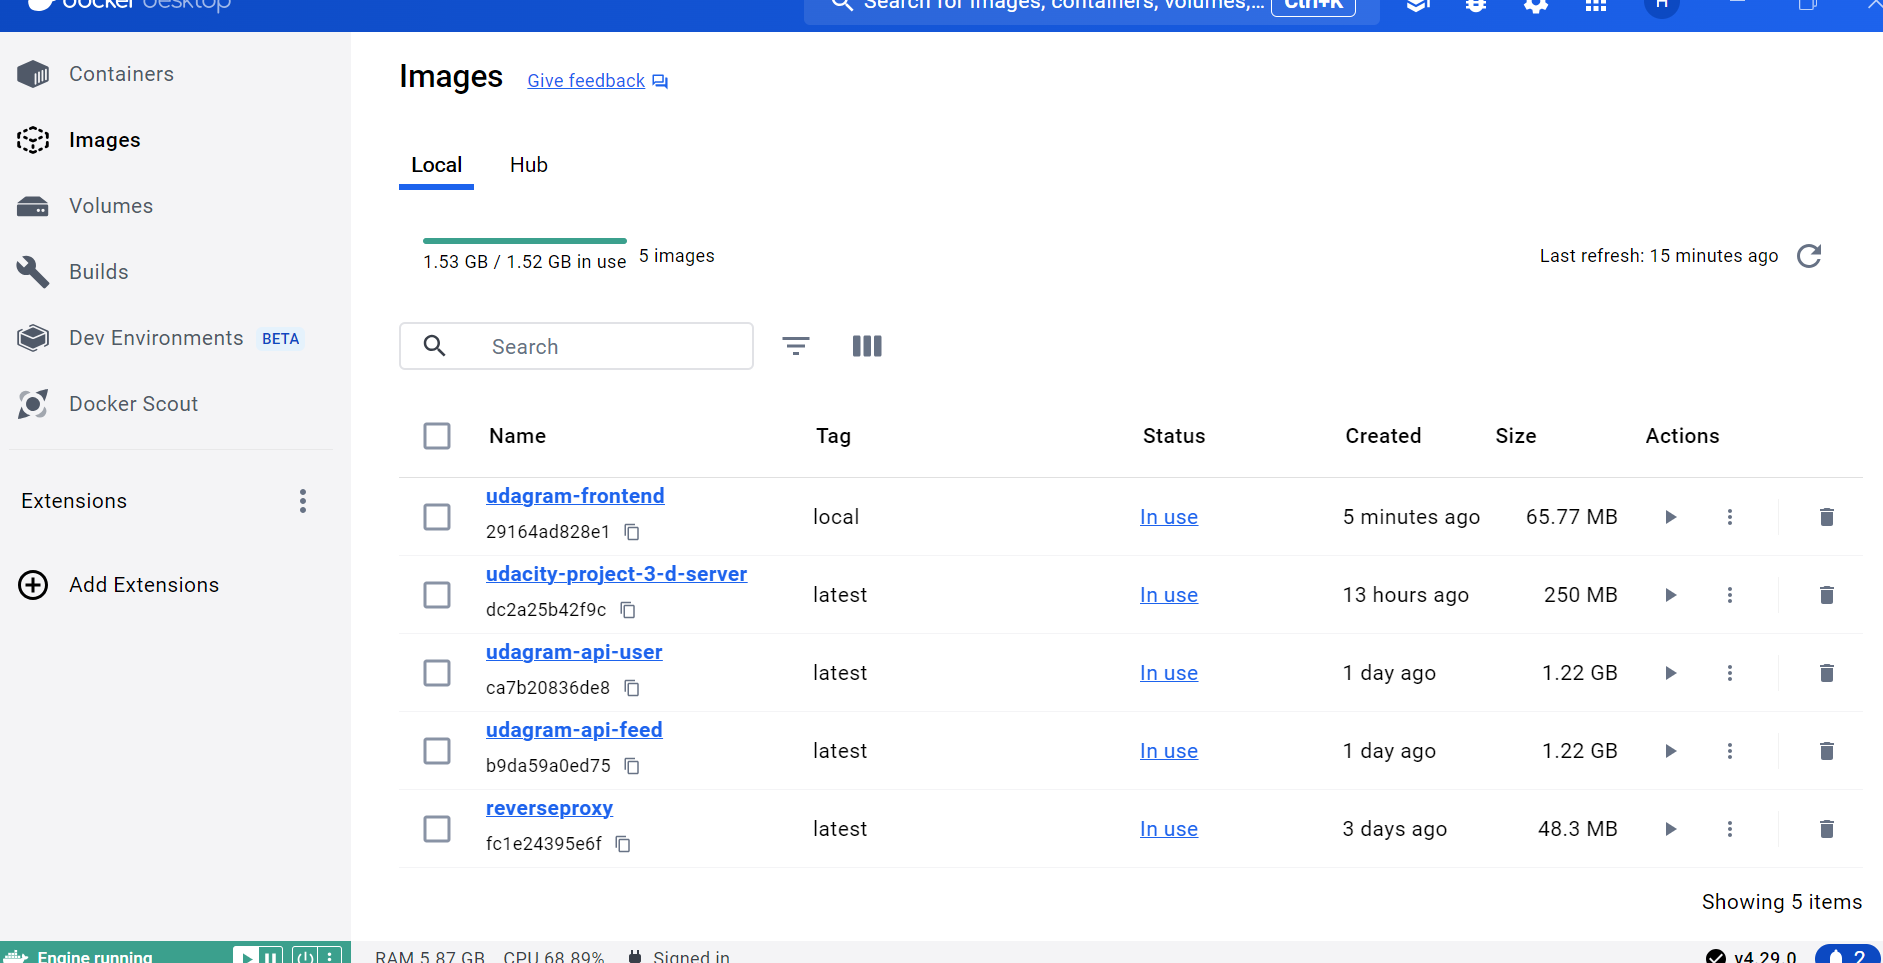 docker desktop
Search for images, containers, volumes,... Ctrl+K
H
Containers
Images
Volumes
Builds
Dev Environments BETA
Docker Scout
Extensions
Add Extensions
Images Give feedback
Local Hub
1.53 GB / 1.52 GB in use 5 images
Last refresh: 15 minutes ago
Search
Name Tag Status Created Size Actions
udagram-frontend
29164ad828e1
local In use 5 minutes ago 65.77 MB
udacity-project-3-d-server
dc2a25b42f9c
latest In use 13 hours ago 250 MB
udagram-api-user
ca7b20836de8
latest In use 1 day ago 1.22 GB
udagram-api-feed
b9da59a0ed75
latest In use 1 day ago 1.22 GB
reverseproxy
fc1e24395e6f
latest In use 3 days ago 48.3 MB
Showing 5 items
Engine running
RAM 5.87 GB CPU 68.89% Signed in
v4.29.0 2